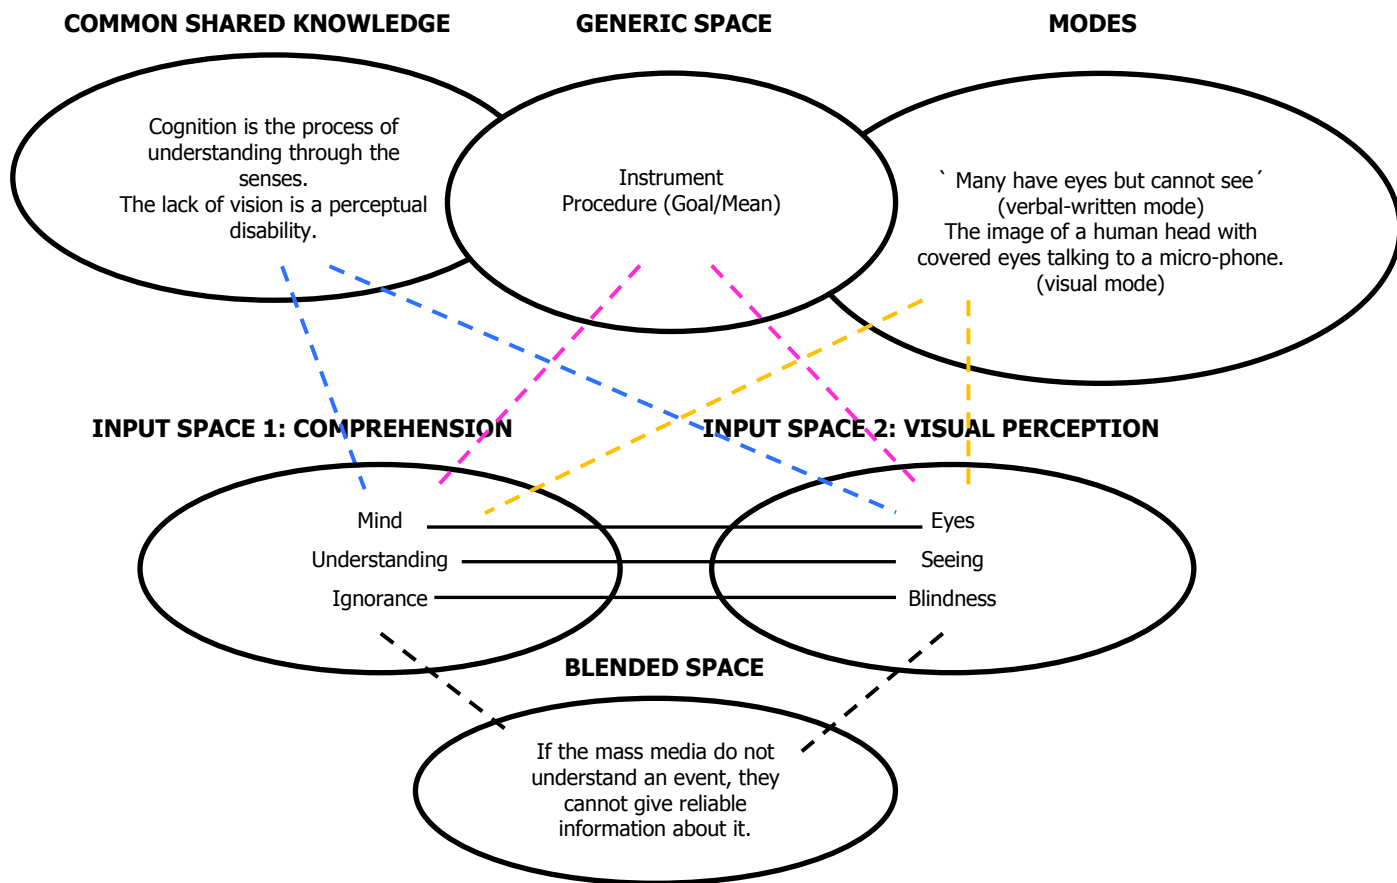 COMMON SHARED KNOWLEDGE
GENERIC SPACE
MODES
Cognition is the process of
understanding through the
senses.
The lack of vision is a perceptual
disability.
Instrument
Procedure (Goal/Mean)
` Many have eyes but cannot see´
(verbal-written mode)
The image of a human head with
covered eyes talking to a micro-phone.
(visual mode)
INPUT SPACE 1: COMPREHENSION
INPUT SPACE 2: VISUAL PERCEPTION
Mind
Eyes
Understanding
Seeing
Ignorance
Blindness
BLENDED SPACE
If the mass media do not
understand an event, they
cannot give reliable
information about it.